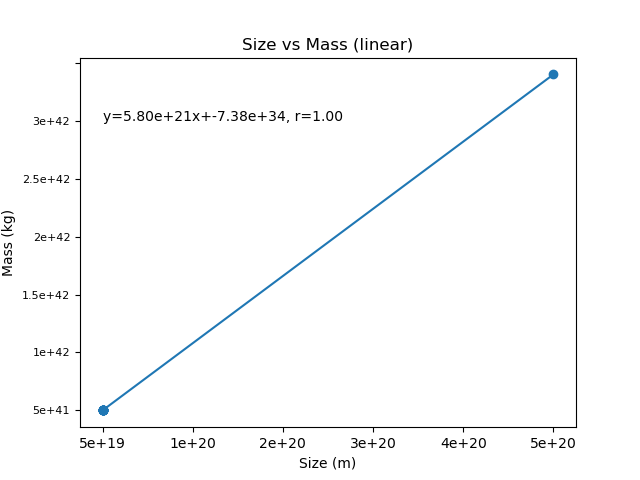 Size vs Mass (linear)
y=5.80e+21x+-7.38e+34, r=1.00
Mass (kg)
3e+42
2.5e+42
2e+42
1.5e+42
1e+42
5e+41
5e+19
1e+20
2e+20
3e+20
4e+20
5e+20
Size (m)